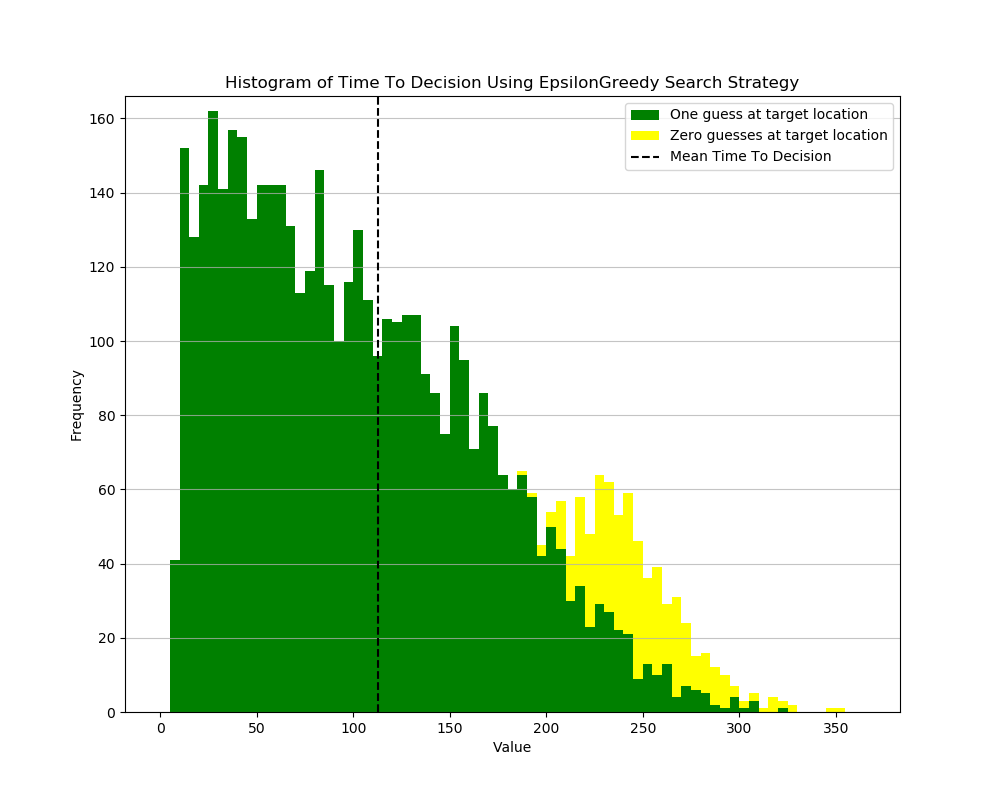 Histogram of Time To Decision Using EpsilonGreedy Search Strategy
One guess at target location
Zero guesses at target location
Mean Time To Decision
Frequency
160
140
120
100
80
60
40
20
0
0 50 100 150 200 250 300 350
Value